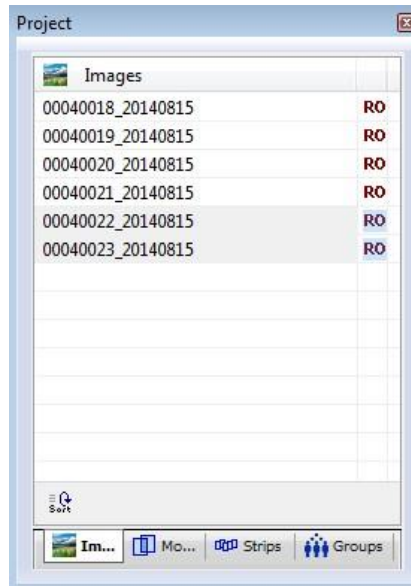 Project
Images
00040018_20140815 RO
00040019_20140815 RO
00040020_20140815 RO
00040021_20140815 RO
00040022_20140815 RO
00040023_20140815 RO
Sort
Im... Mo... Strips Groups